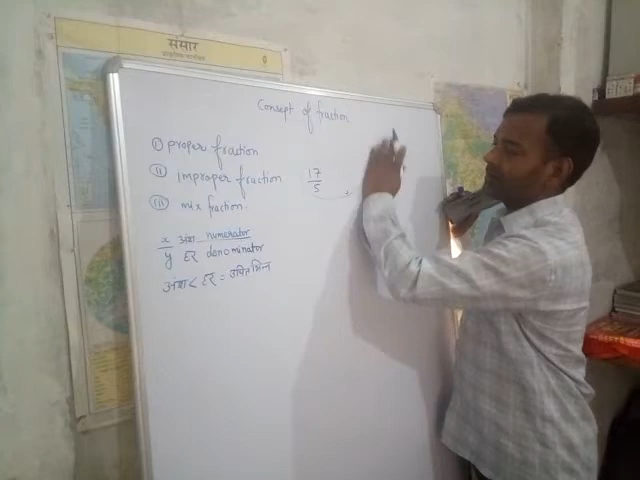 संसार
Concept of fraction
(i) proper fraction
(ii) improper fraction
(iii) mix fraction.
17
5
x अंश numerator
y हर denominator
अंश < हर = उचित भिन्न